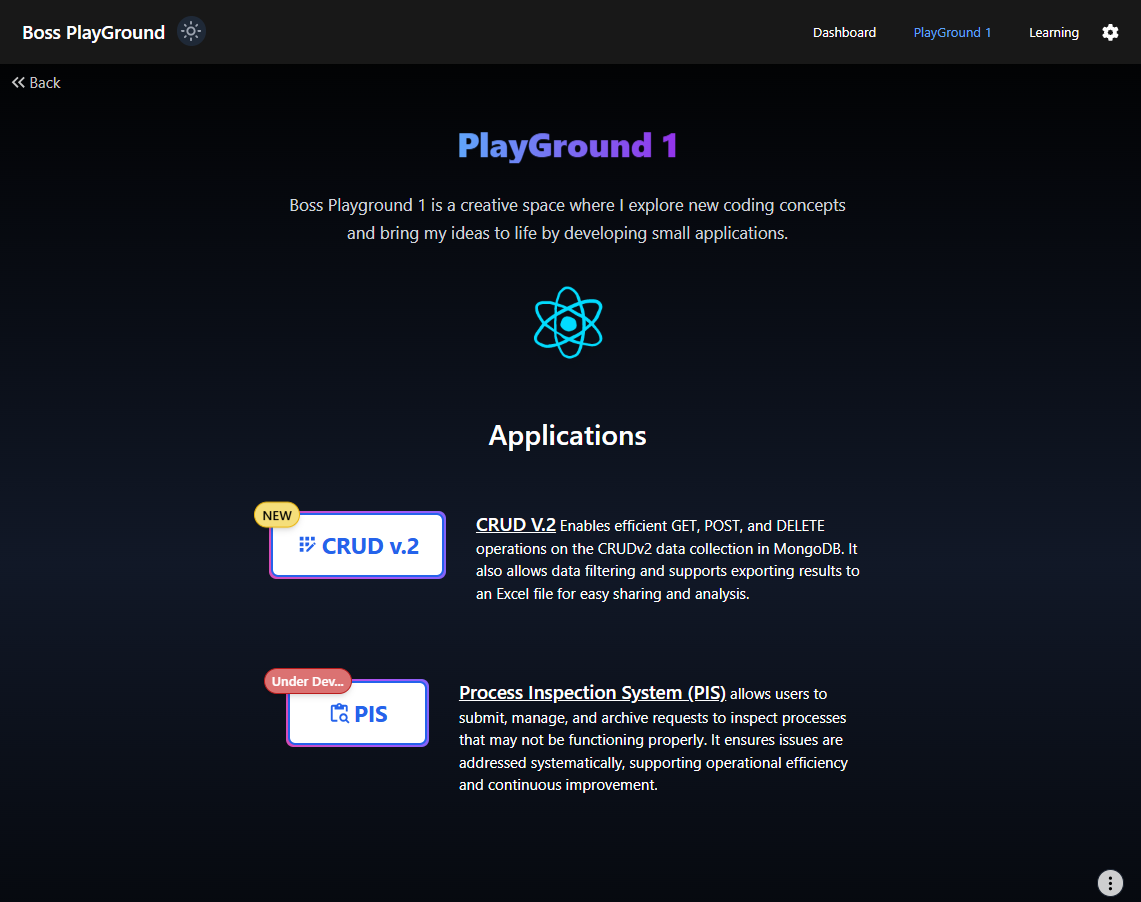 Boss PlayGround
Dashboard
PlayGround 1
Learning
Back
PlayGround 1
Boss Playground 1 is a creative space where I explore new coding concepts
and bring my ideas to life by developing small applications.
Applications
NEW
CRUD v.2
CRUD V.2 Enables efficient GET, POST, and DELETE
operations on the CRUDv2 data collection in MongoDB. It
also allows data filtering and supports exporting results to
an Excel file for easy sharing and analysis.
Under Dev...
PIS
Process Inspection System (PIS) allows users to
submit, manage, and archive requests to inspect processes
that may not be functioning properly. It ensures issues are
addressed systematically, supporting operational efficiency
and continuous improvement.